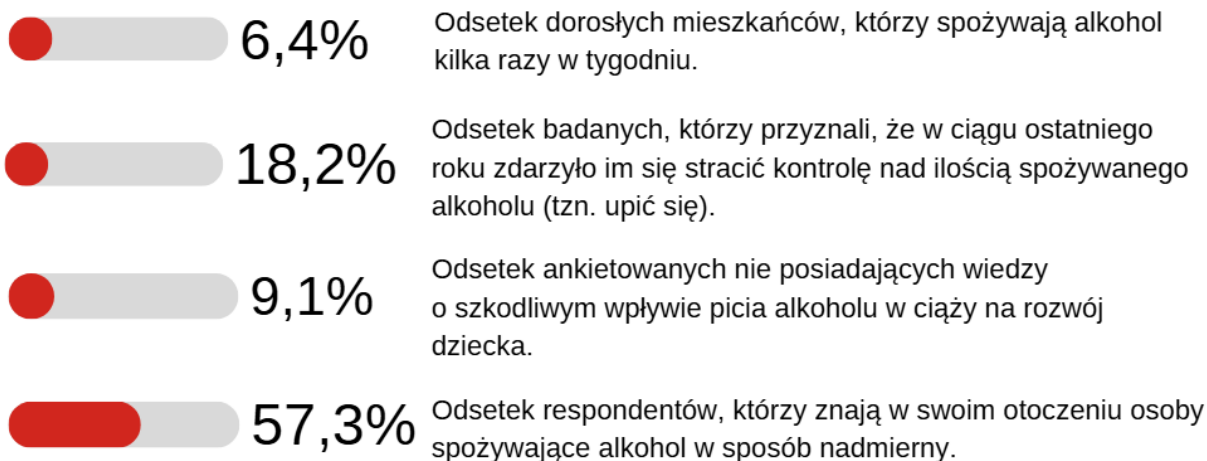 6,4%
Odsetek dorosłych mieszkańców, którzy spożywają alkohol
kilka razy w tygodniu.
18,2%
Odsetek badanych, którzy przyznali, że w ciągu ostatniego
roku zdarzyło im się stracić kontrolę nad ilością spożywanego
alkoholu (tzn. upić się).
9,1%
Odsetek ankietowanych nie posiadających wiedzy
o szkodliwym wpływie picia alkoholu w ciąży na rozwój
dziecka.
57,3%
Odsetek respondentów, którzy znają w swoim otoczeniu osoby
spożywające alkohol w sposób nadmierny.